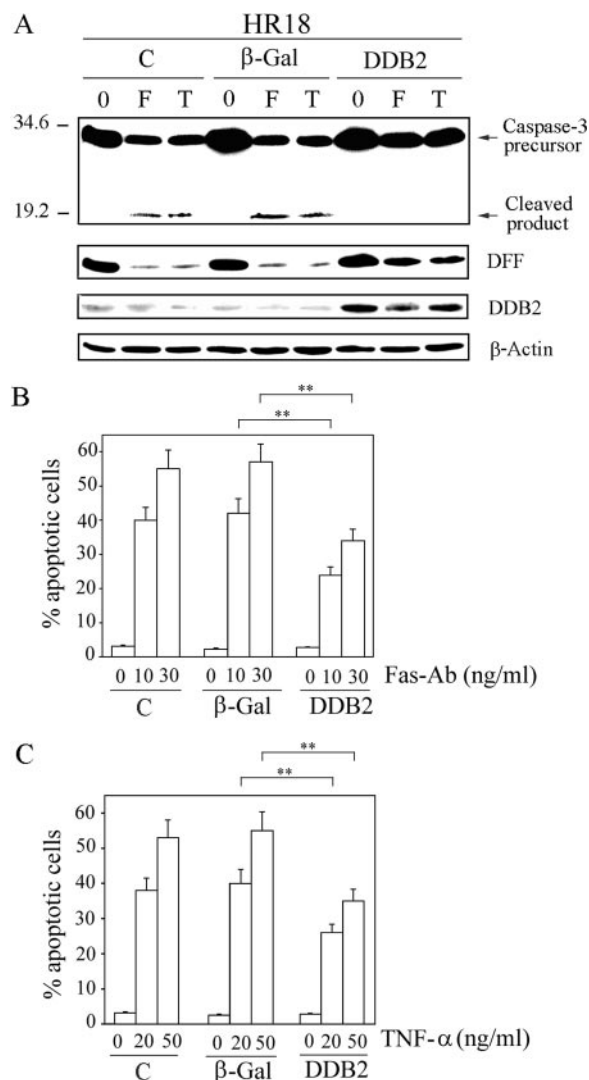 A
HR18
C β-Gal DDB2
0 F T 0 F T 0 F T
34.6
Caspase-3
precursor
19.2
Cleaved
product
DFF
DDB2
β-Actin
B
**
**
% apoptotic cells
60
50
40
30
20
10
0
0 10 30 0 10 30 0 10 30 Fas-Ab (ng/ml)
C β-Gal DDB2
C
**
**
% apoptotic cells
60
50
40
30
20
10
0
0 20 50 0 20 50 0 20 50 TNF-α (ng/ml)
C β-Gal DDB2